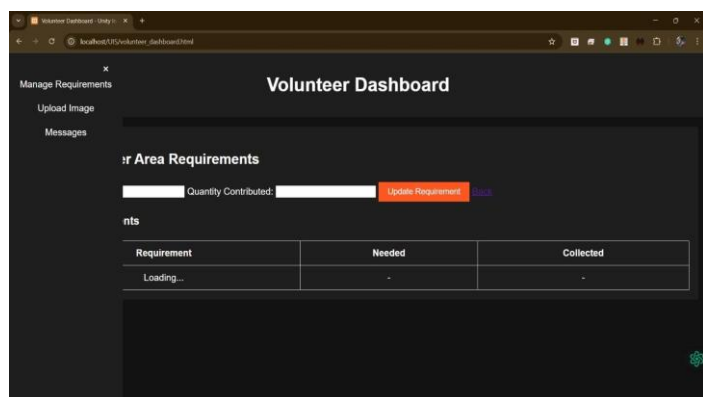 Volunteer Dashboard - Unity I
localhost/UIS/volunteer_dashboard.html
×
Manage Requirements
Upload Image
Messages
Volunteer Dashboard
er Area Requirements
Quantity Contributed:
Update Requirement
Back
nts
Requirement Needed Collected
Loading... - -